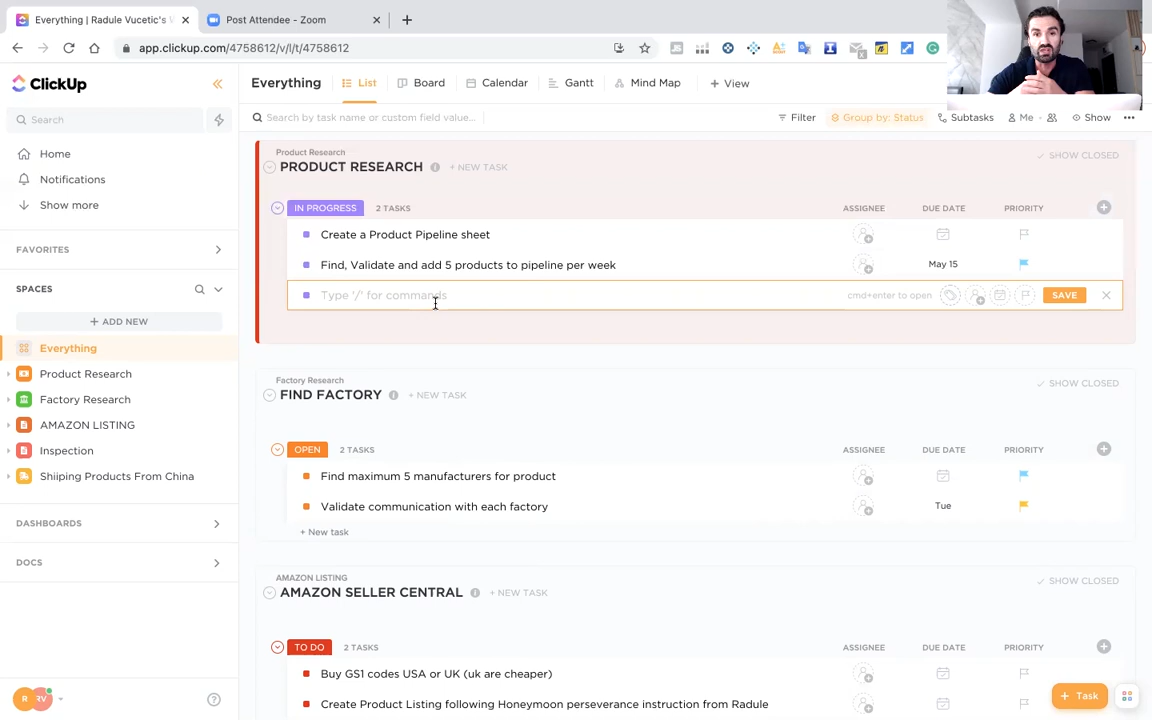 Everything | Radule Vucetic's W
Post Attendee - Zoom
app.clickup.com/4758612/v/l/t/4758612
ClickUp
Search
Home
Notifications
Show more
FAVORITES
SPACES
+ ADD NEW
Everything
Product Research
Factory Research
AMAZON LISTING
Inspection
Shiiping Products From China
DASHBOARDS
DOCS
R
RV
Everything
List
Board
Calendar
Gantt
Mind Map
+ View
Search by task name or custom field value...
Filter
Group by: Status
Subtasks
Me
Show
Product Research
PRODUCT RESEARCH
+ NEW TASK
SHOW CLOSED
IN PROGRESS
2 TASKS
ASSIGNEE
DUE DATE
PRIORITY
Create a Product Pipeline sheet
Find, Validate and add 5 products to pipeline per week
May 15
Type '/' for commands
cmd+enter to open
SAVE
Factory Research
FIND FACTORY
+ NEW TASK
SHOW CLOSED
OPEN
2 TASKS
ASSIGNEE
DUE DATE
PRIORITY
Find maximum 5 manufacturers for product
Validate communication with each factory
Tue
+ New task
AMAZON LISTING
AMAZON SELLER CENTRAL
+ NEW TASK
SHOW CLOSED
TO DO
2 TASKS
ASSIGNEE
DUE DATE
PRIORITY
Buy GS1 codes USA or UK (uk are cheaper)
Create Product Listing following Honeymoon perseverance instruction from Radule
+ Task